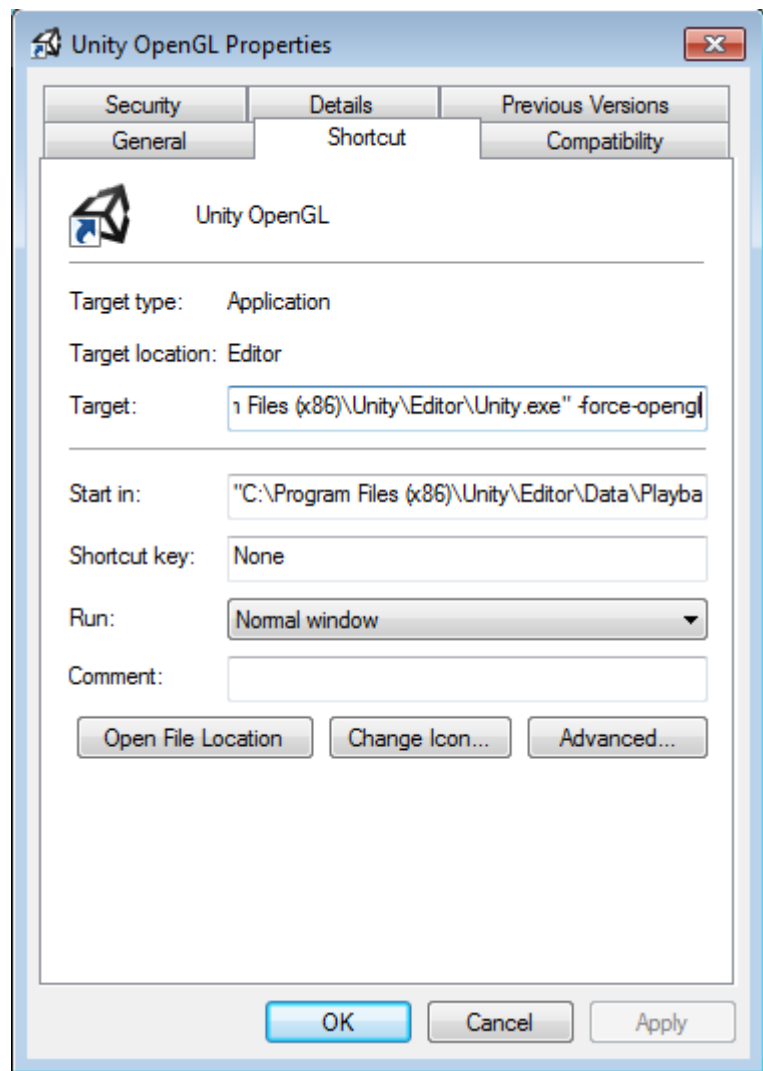 Unity OpenGL Properties
Security Details Previous Versions
General Shortcut Compatibility
Unity OpenGL
Target type: Application
Target location: Editor
Target: n Files (x86)\Unity\Editor\Unity.exe" -force-opengl
Start in: "C:\Program Files (x86)\Unity\Editor\Data\Playba
Shortcut key: None
Run: Normal window
Comment:
Open File Location Change Icon... Advanced...
OK Cancel Apply